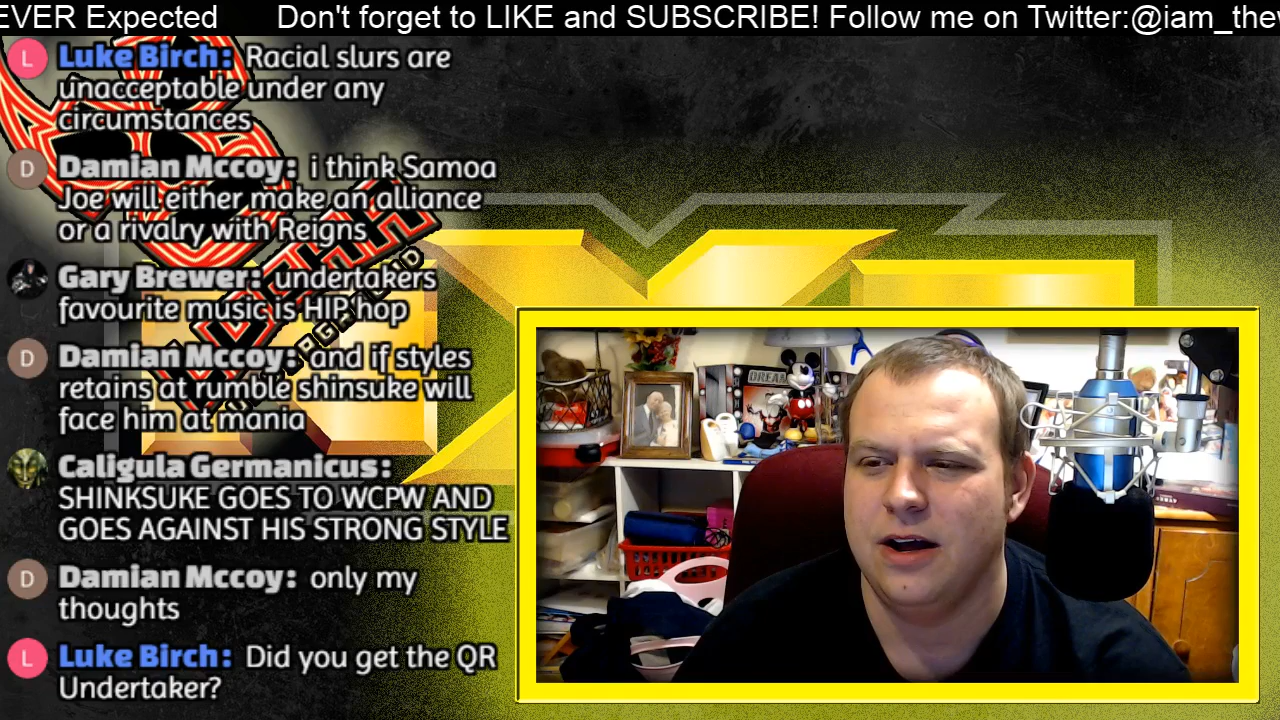 EVER Expected Don't forget to LIKE and SUBSCRIBE! Follow me on Twitter:@iam_the
Luke Birch: Racial slurs are
unacceptable under any
circumstances
Damian Mccoy: i think Samoa
Joe will either make an alliance
or a rivalry with Reigns
Gary Brewer: undertakers
favourite music is HIP hop
Damian Mccoy: and if styles
retains at rumble shinsuke will
face him at mania
Caligula Germanicus:
SHINKSUKE GOES TO WCPW AND
GOES AGAINST HIS STRONG STYLE
Damian Mccoy: only my
thoughts
Luke Birch: Did you get the QR
Undertaker?
DREAM